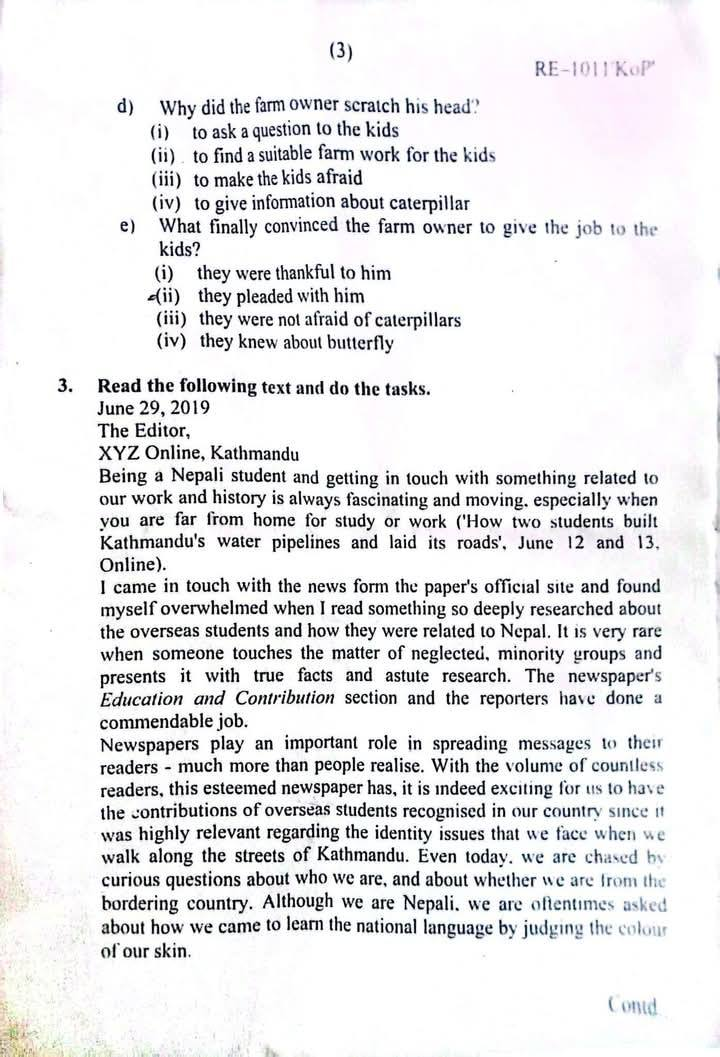 (3)
RE-1011'KoP'
d) Why did the farm owner scratch his head?
(i) to ask a question to the kids
(ii) to find a suitable farm work for the kids
(iii) to make the kids afraid
(iv) to give information about caterpillar
e) What finally convinced the farm owner to give the job to the
kids?
(i) they were thankful to him
(ii) they pleaded with him
(iii) they were not afraid of caterpillars
(iv) they knew about butterfly
3. Read the following text and do the tasks.
June 29, 2019
The Editor,
XYZ Online, Kathmandu
Being a Nepali student and getting in touch with something related to
our work and history is always fascinating and moving, especially when
you are far from home for study or work ('How two students built
Kathmandu's water pipelines and laid its roads', June 12 and 13,
Online).
I came in touch with the news form the paper's official site and found
myself overwhelmed when I read something so deeply researched about
the overseas students and how they were related to Nepal. It is very rare
when someone touches the matter of neglected, minority groups and
presents it with true facts and astute research. The newspaper's
Education and Contribution section and the reporters have done a
commendable job.
Newspapers play an important role in spreading messages to their
readers - much more than people realise. With the volume of countless
readers, this esteemed newspaper has, it is indeed exciting for us to have
the contributions of overseas students recognised in our country since it
was highly relevant regarding the identity issues that we face when we
walk along the streets of Kathmandu. Even today, we are chased by
curious questions about who we are, and about whether we are from the
bordering country. Although we are Nepali, we are oftentimes asked
about how we came to learn the national language by judging the colour
of our skin.
Contd